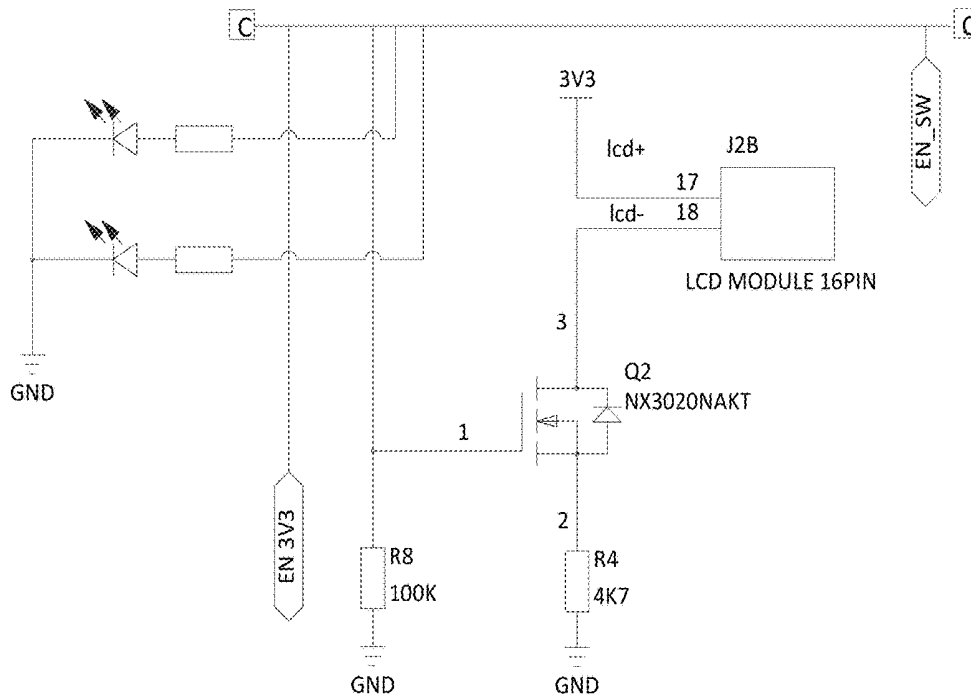 C
C
EN_SW
3V3
lcd+
J2B
17
lcd-
18
LCD MODULE 16PIN
3
GND
Q2
NX3020NAKT
1
EN 3V3
2
R8
100K
R4
4K7
GND
GND